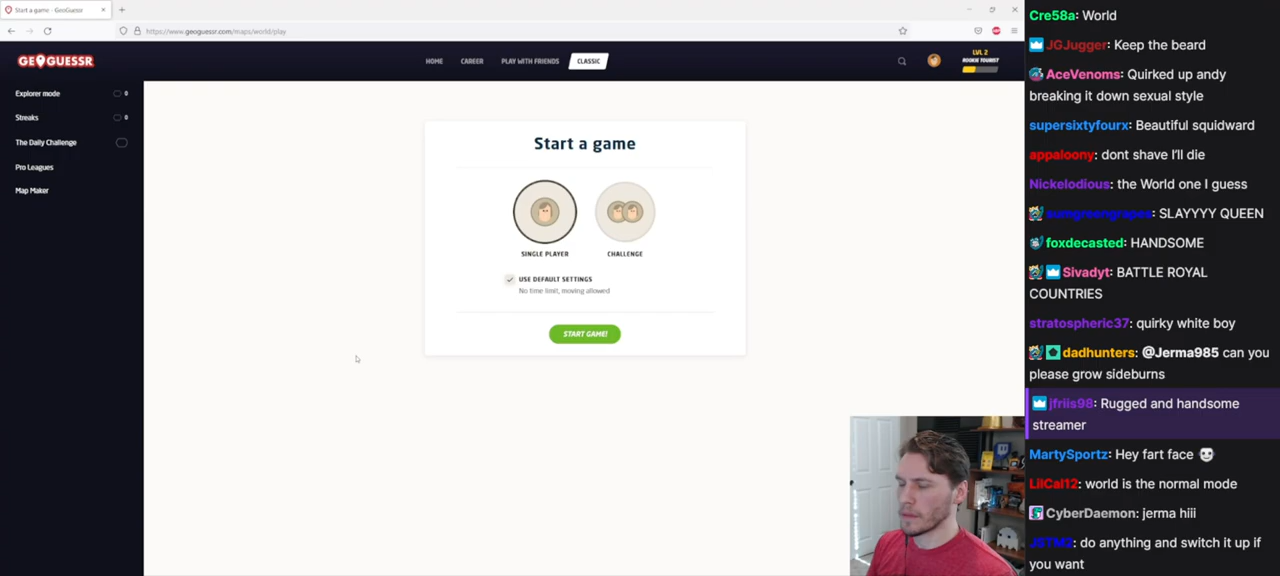 Start a game - GeoGuessr
https://www.geoguessr.com/maps/world/play
GEOGUESSR
HOME
CAREER
PLAY WITH FRIENDS
CLASSIC
LVL 2
ROOKIE TOURIST
Explorer mode
0
Streaks
0
The Daily Challenge
Pro Leagues
Map Maker
Start a game
SINGLE PLAYER
CHALLENGE
USE DEFAULT SETTINGS
No time limit, moving allowed
START GAME!
Cre58a: World
JGJugger: Keep the beard
AceVenoms: Quirked up andy
breaking it down sexual style
supersixtyfourx: Beautiful squidward
appaloony: dont shave I'll die
Nickelodious: the World one I guess
sumgreengrapes: SLAYYYY QUEEN
foxdecasted: HANDSOME
Sivadyt: BATTLE ROYAL
COUNTRIES
stratospheric37: quirky white boy
dadhunters: @Jerma985 can you
please grow sideburns
jfriis98: Rugged and handsome
streamer
MartySportz: Hey fart face
LilCal12: world is the normal mode
CyberDaemon: jerma hiii
JSTM3: do anything and switch it up if
you want